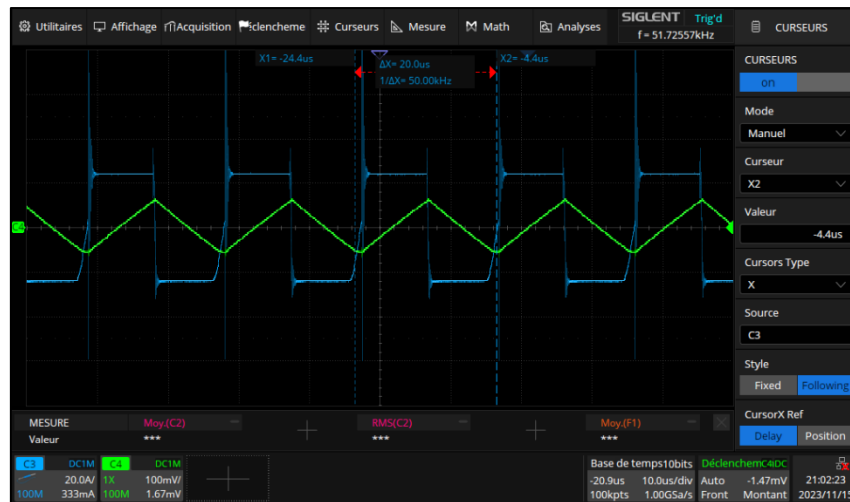 Utilitaires Affichage Acquisition Déclencheme Curseurs Mesure Math Analyses
SIGLENT Trig'd
f = 51.72557kHz
CURSEURS
X1= -24.4us
ΔX= 20.0us
1/ΔX= 50.00kHz
X2= -4.4us
C4
CURSEURS
on
Mode
Manuel
Curseur
X2
Valeur
-4.4us
Cursors Type
X
Source
C3
Style
Fixed Following
CursorX Ref
Delay Position
MESURE Moy.(C2) RMS(C2) Moy.(F1)
Valeur *** *** ***
C3 DC1M
20.0A/
100M 333mA
C4 DC1M
1X 100mV/
100M 1.67mV
Base de temps10bits
-20.9us 10.0us/div
100kpts 1.00GSa/s
DéclenchemC4DC
Auto -1.47mV
Front Montant
21:02:23